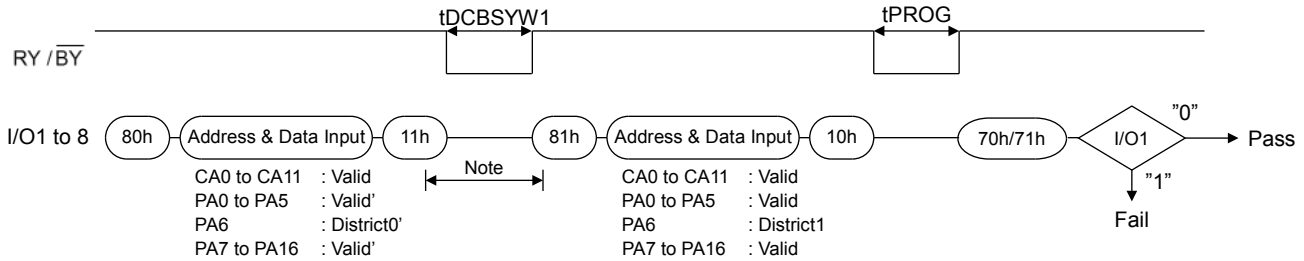 tDCBSYW1
tPROG
RY / BY
I/O1 to 8
80h
Address & Data Input
11h
81h
Address & Data Input
10h
70h/71h
I/O1
”0”
Pass
Note
”1”
Fail
CA0 to CA11 : Valid
PA0 to PA5 : Valid’
PA6 : District0’
PA7 to PA16 : Valid’
CA0 to CA11 : Valid
PA0 to PA5 : Valid
PA6 : District1
PA7 to PA16 : Valid